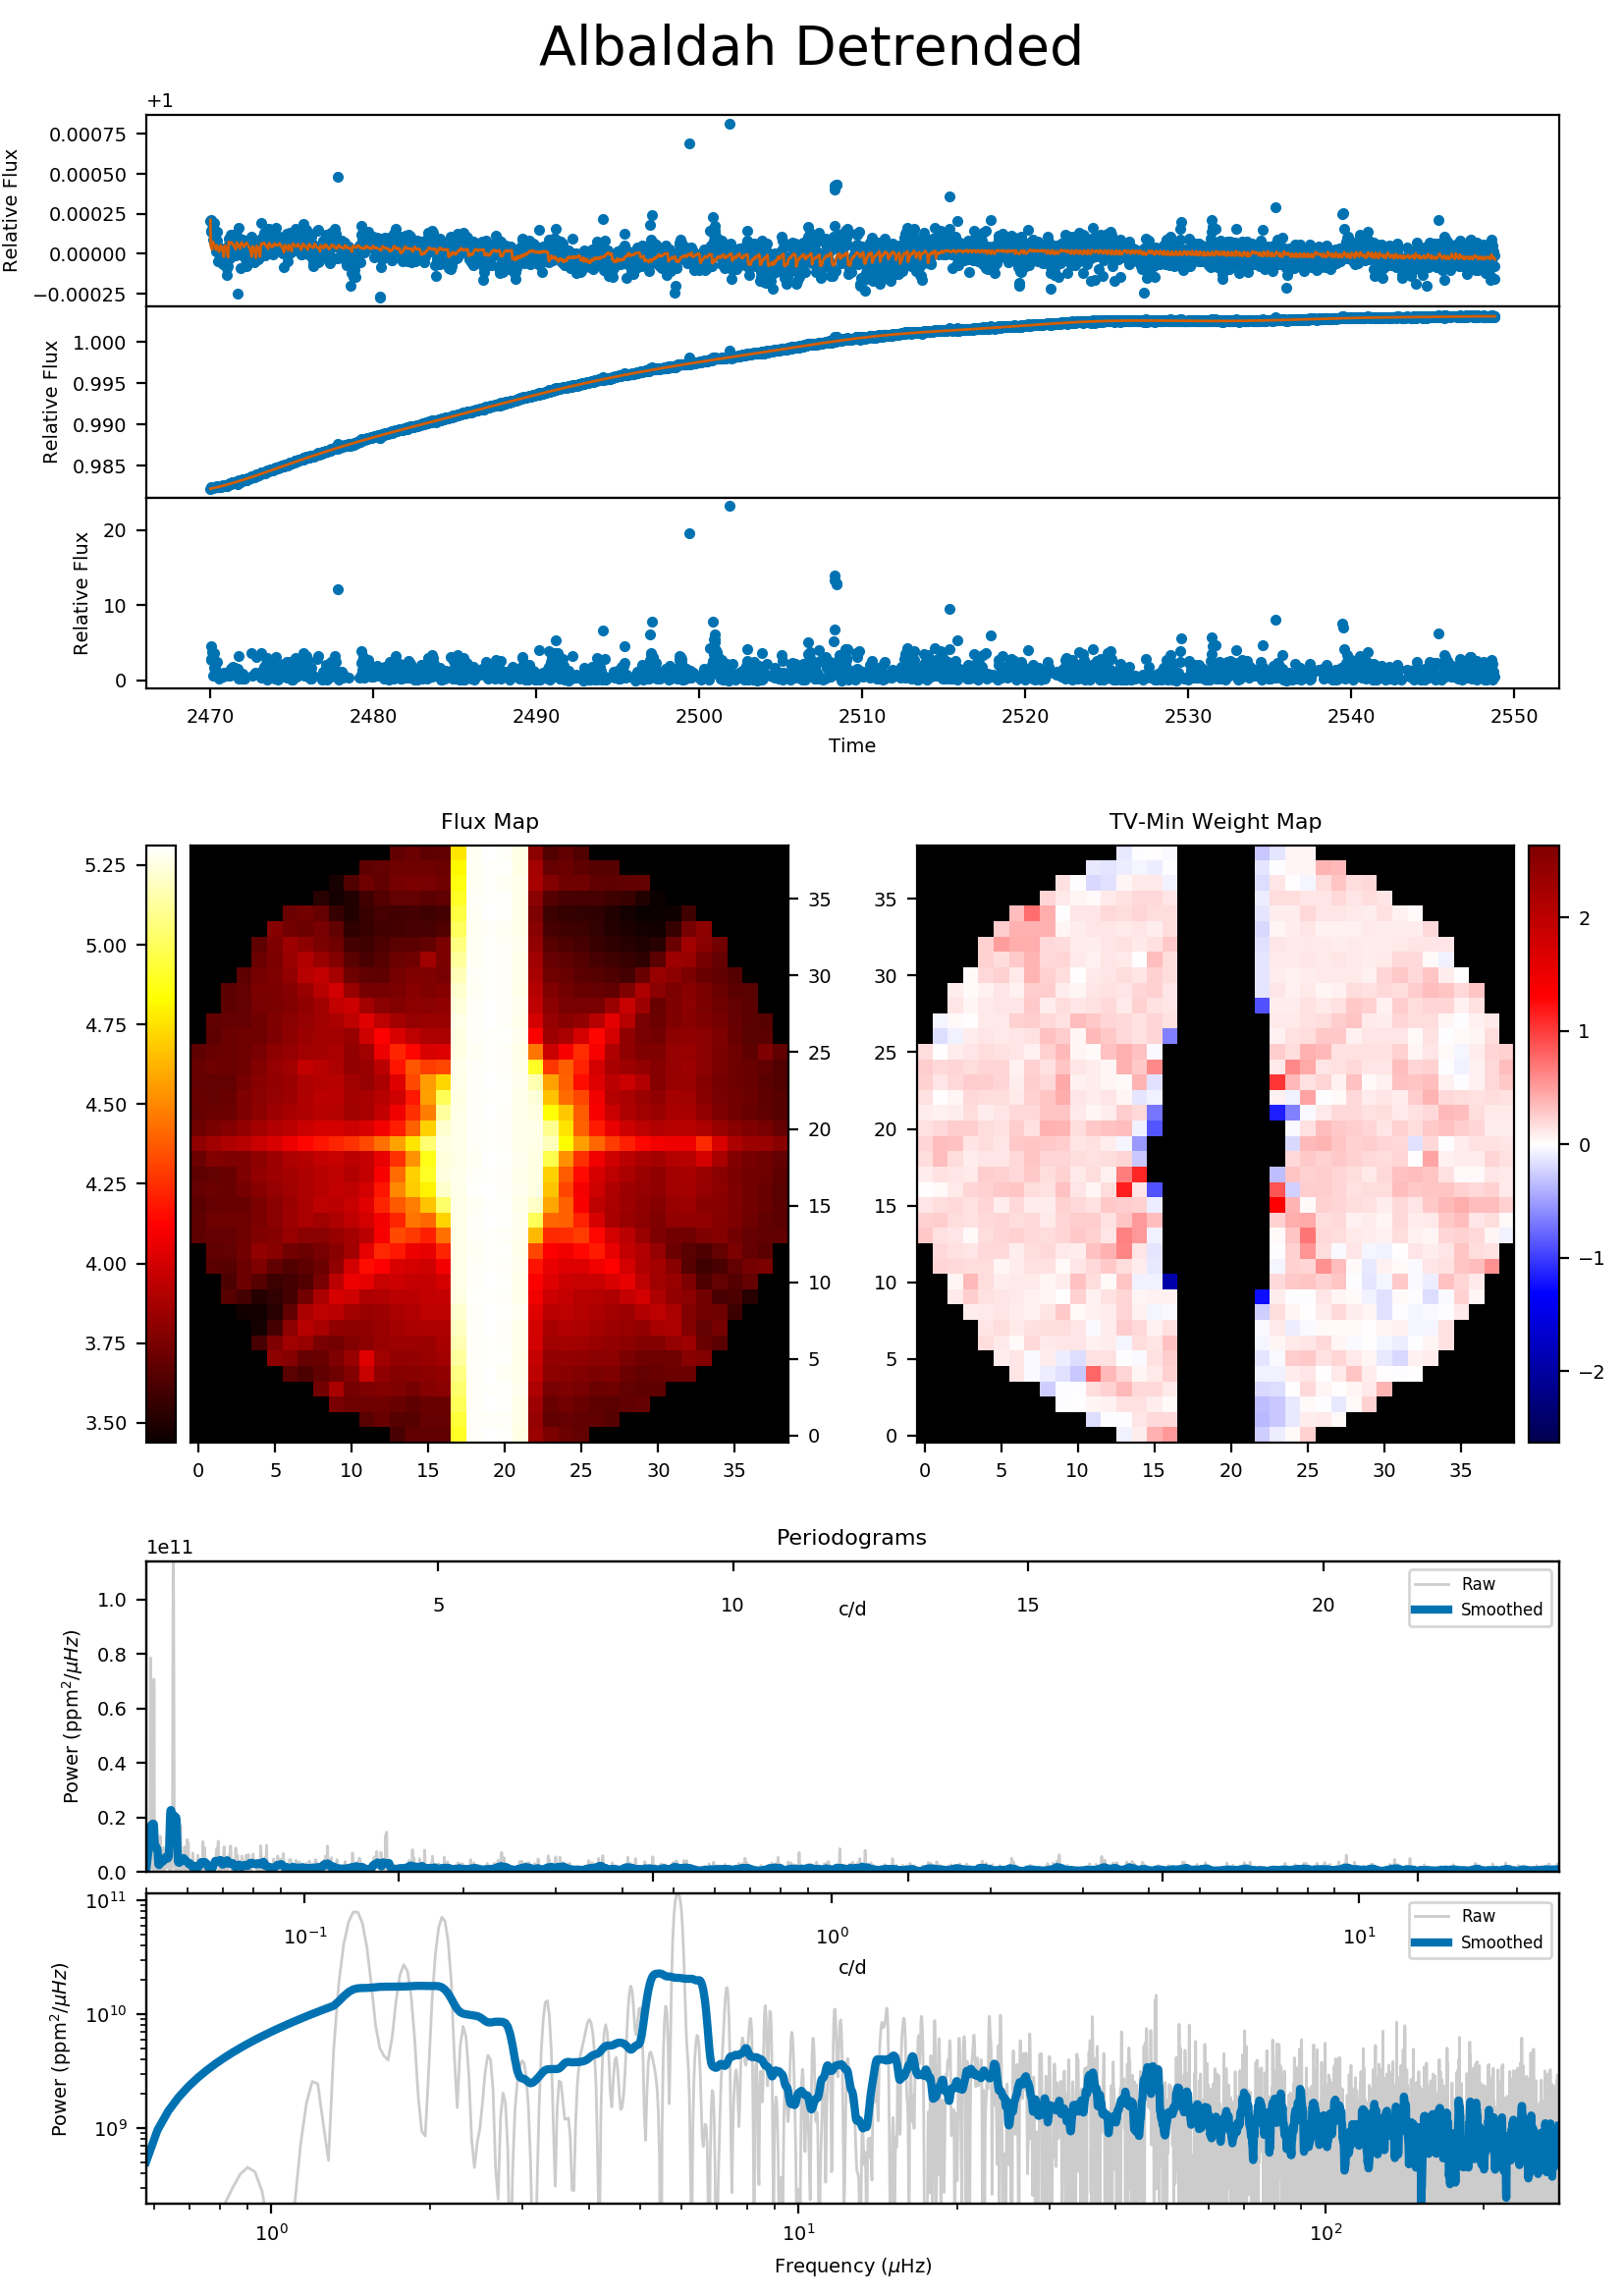 Albaldah Detrended
+1
0.00075
0.00050
0.00025
0.00000
−0.00025
Relative Flux
1.000
0.995
0.990
0.985
Relative Flux
20
10
0
Relative Flux
2470 2480 2490 2500 2510 2520 2530 2540 2550
Time
Flux Map
5.25
5.00
4.75
4.50
4.25
4.00
3.75
3.50
35
30
25
20
15
10
5
0
0 5 10 15 20 25 30 35
TV-Min Weight Map
35
30
25
20
15
10
5
0
0 5 10 15 20 25 30 35
2
1
0
−1
−2
Periodograms
1e11
1.0
0.8
0.6
0.4
0.2
0.0
Power (ppm²/μHz)
5 10 15 20
c/d
Raw
Smoothed
10¹¹
10¹⁰
10⁹
Power (ppm²/μHz)
10⁻¹ 10⁰ 10¹
c/d
Raw
Smoothed
10⁰ 10¹ 10²
Frequency (μHz)